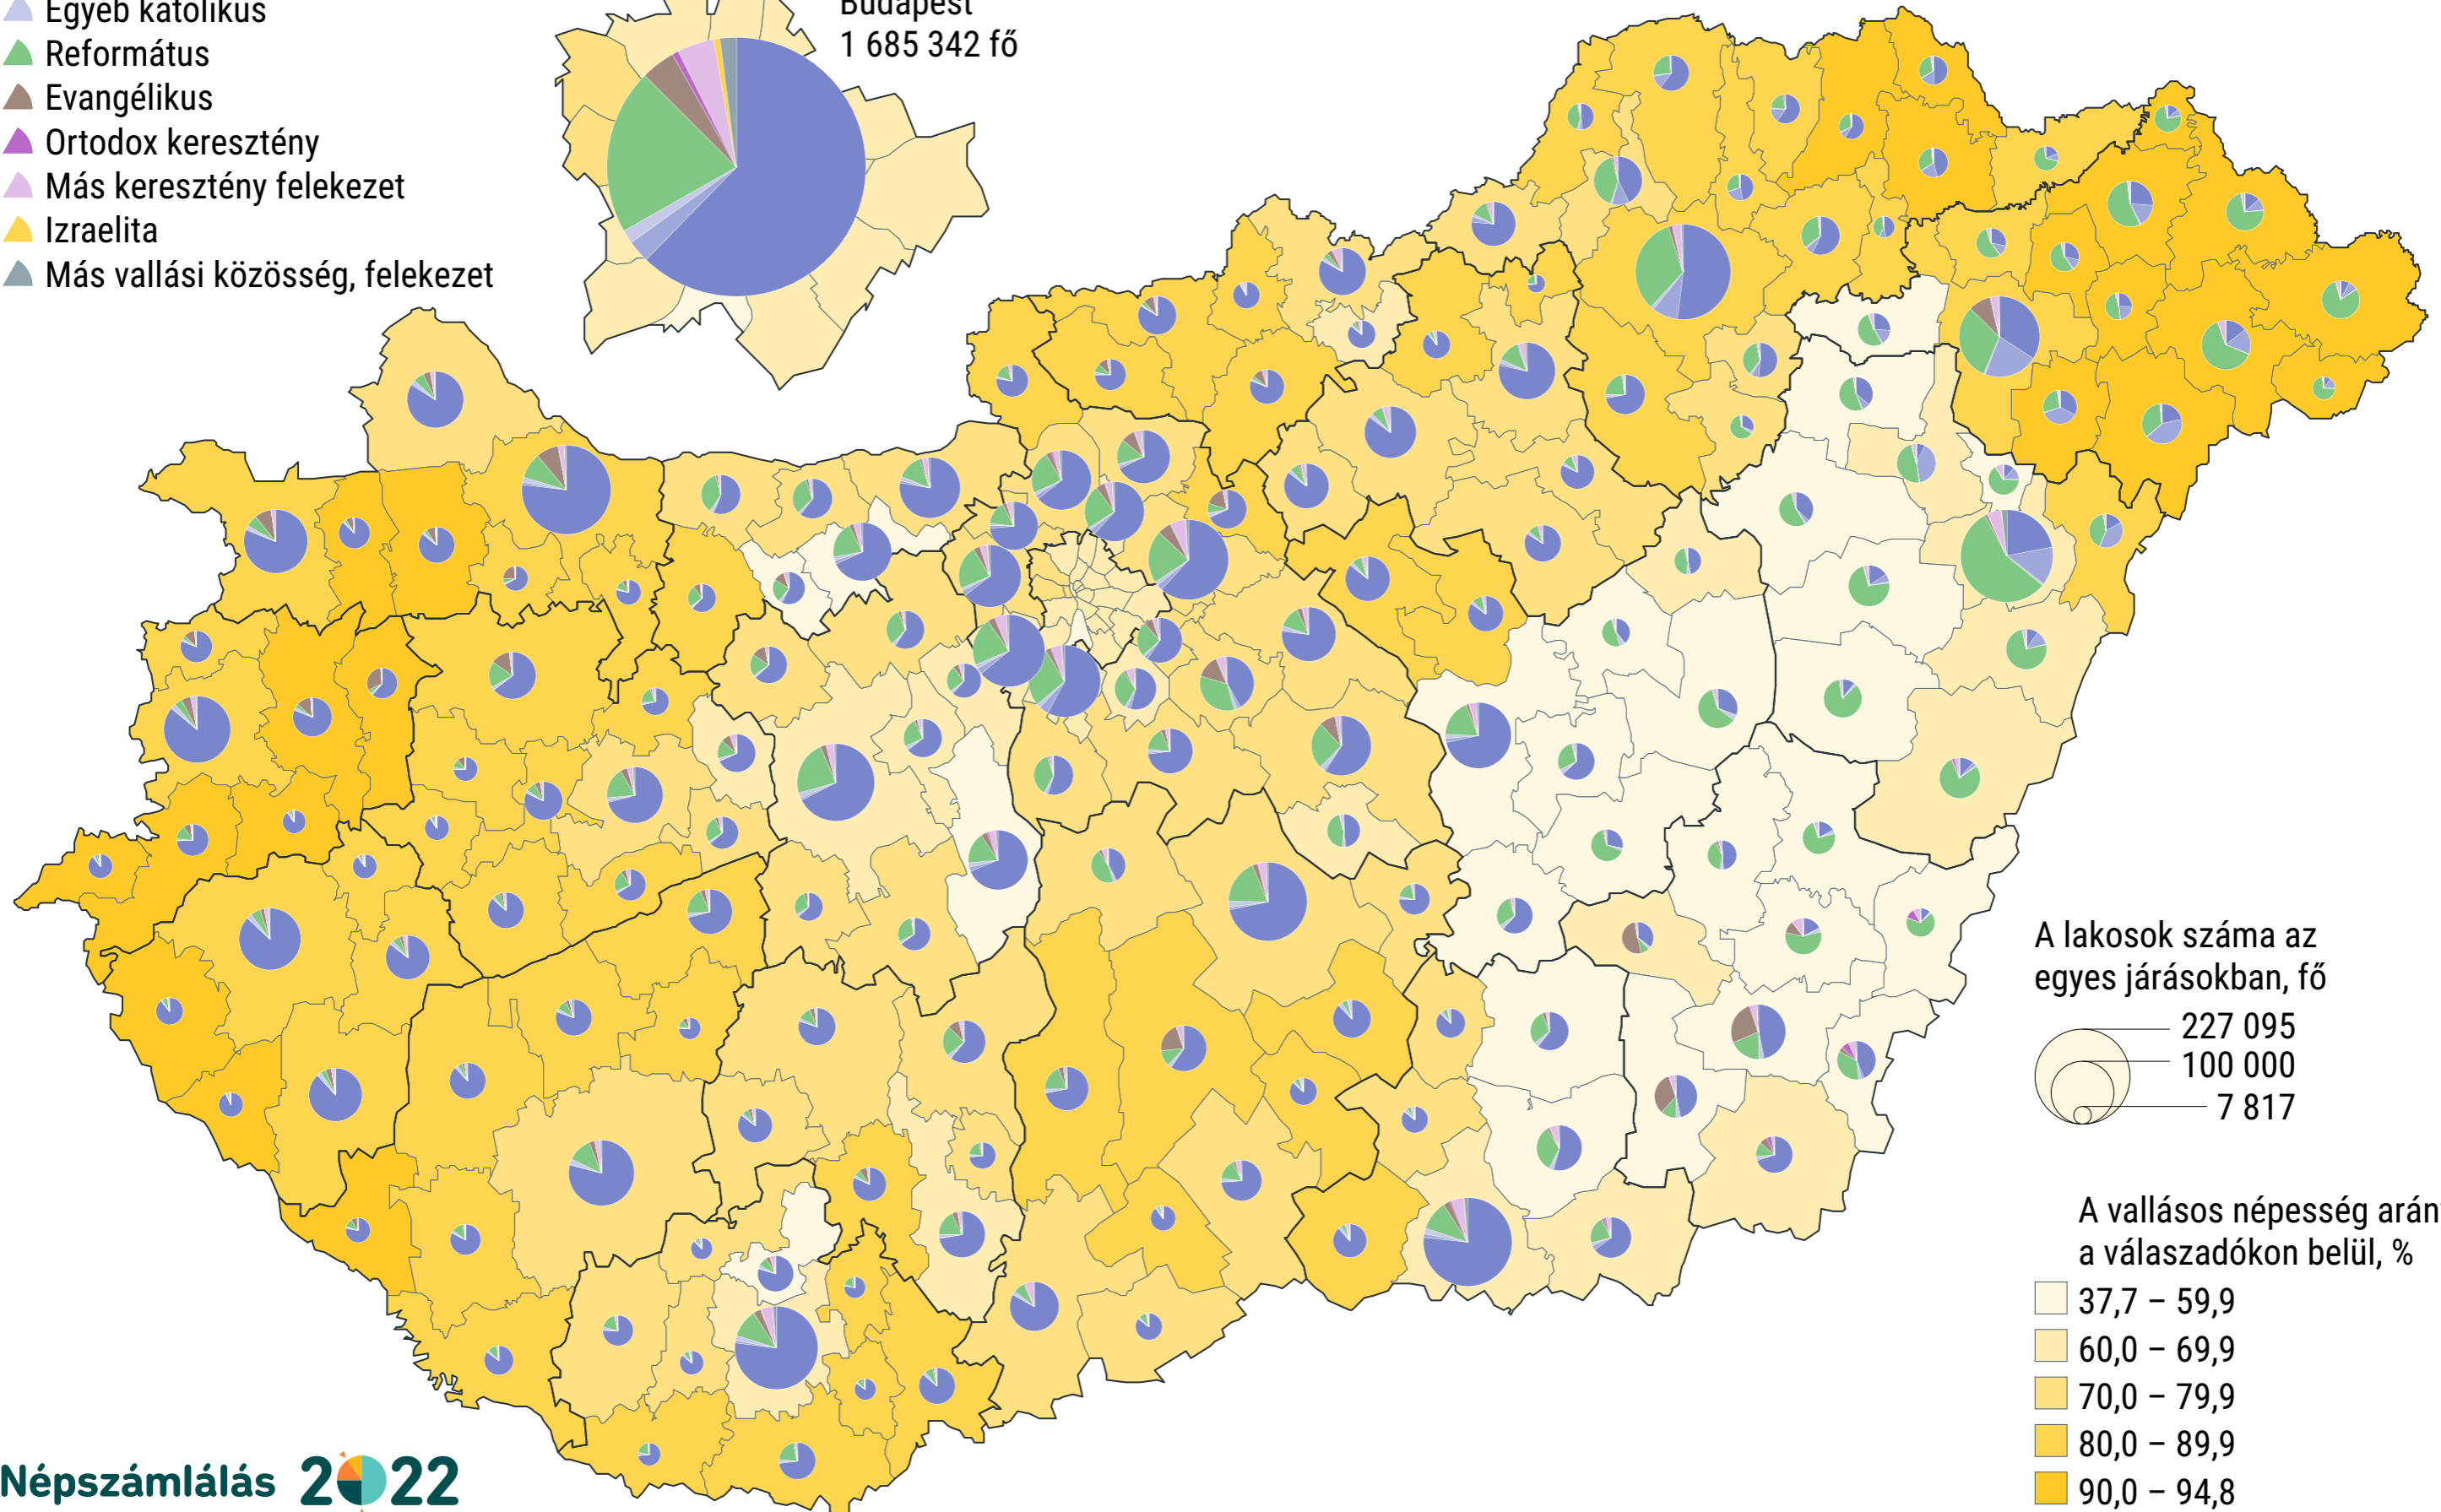 Egyéb katolikus
Református
Evangélikus
Ortodox keresztény
Más keresztény felekezet
Izraelita
Más vallási közösség, felekezet
Budapest
1 685 342 fő
A lakosok száma az
egyes járásokban, fő
227 095
100 000
7 817
A vallásos népesség arán
a válaszadókon belül, %
37,7 – 59,9
60,0 – 69,9
70,0 – 79,9
80,0 – 89,9
90,0 – 94,8
Népszámlálás 2022